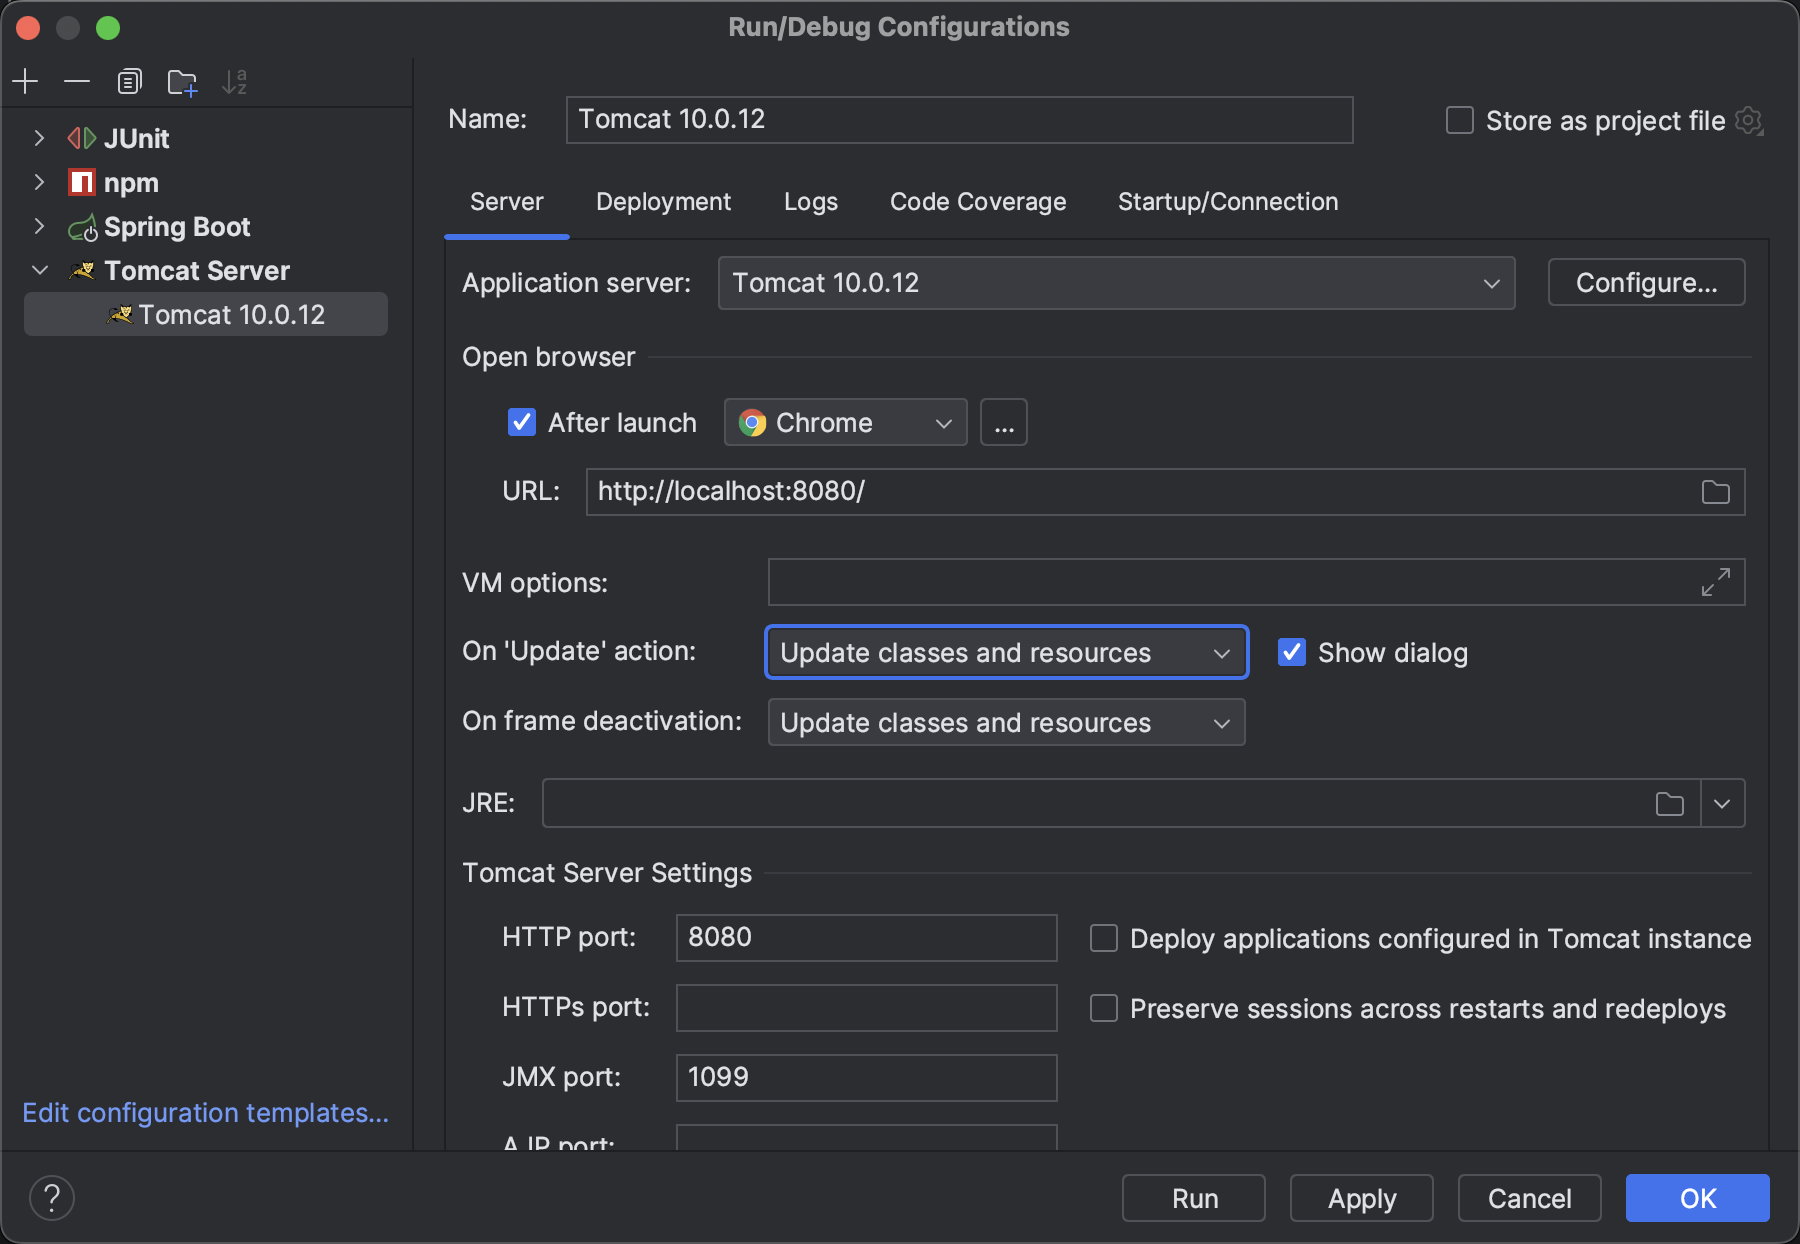 Run/Debug Configurations
JUnit
npm
Spring Boot
Tomcat Server
Tomcat 10.0.12
Edit configuration templates...
Name: Tomcat 10.0.12 Store as project file
Server Deployment Logs Code Coverage Startup/Connection
Application server: Tomcat 10.0.12 Configure...
Open browser
After launch Chrome ...
URL: http://localhost:8080/
VM options:
On 'Update' action: Update classes and resources Show dialog
On frame deactivation: Update classes and resources
JRE:
Tomcat Server Settings
HTTP port: 8080 Deploy applications configured in Tomcat instance
HTTPs port: Preserve sessions across restarts and redeploys
JMX port: 1099
AJP port:
? Run Apply Cancel OK